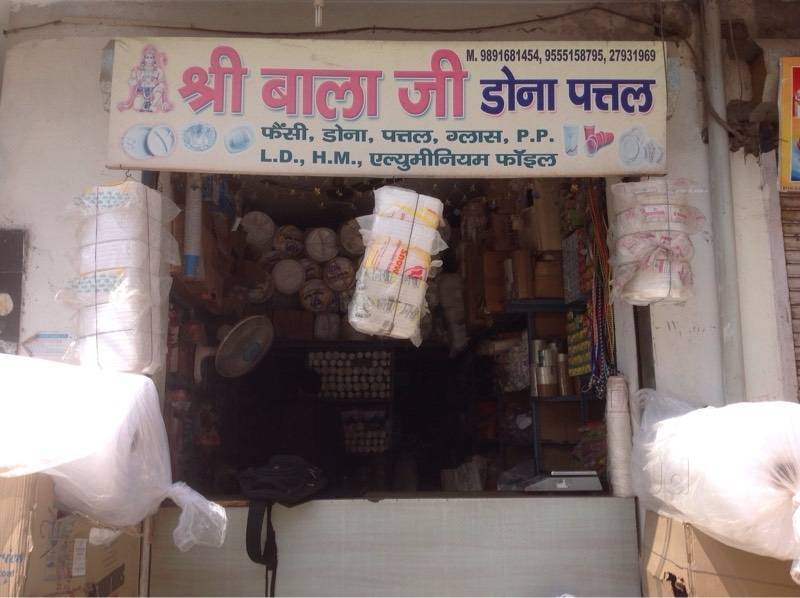 M. 9891681454, 9555158795, 27931969
श्री बाला जी डोना पत्तल
फैंसी, डोना, पत्तल, ग्लास, P.P.
L.D., H.M., एल्युमीनियम फॉइल